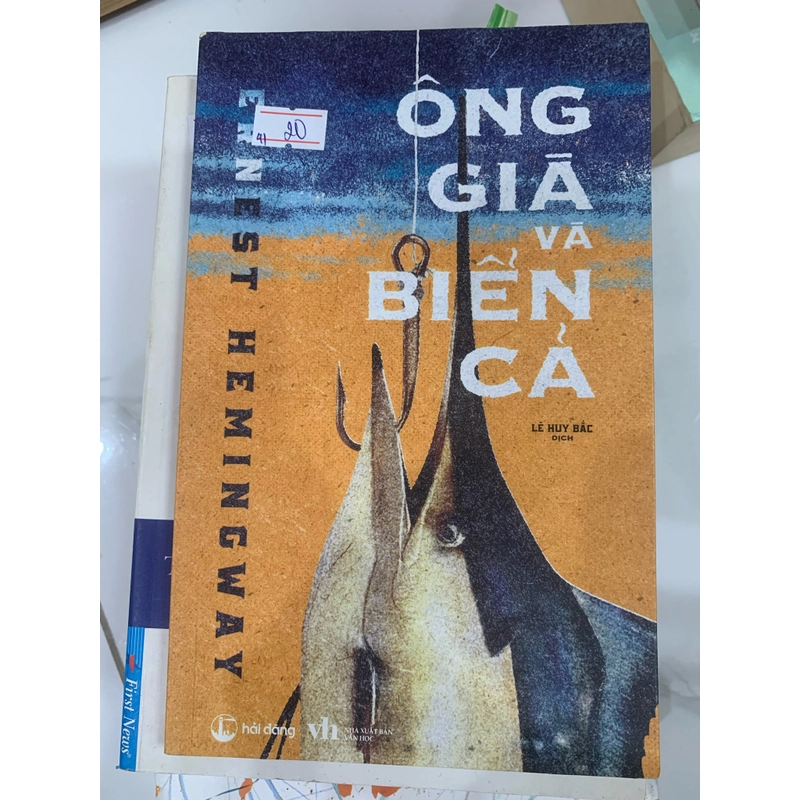 ÔNG
GIÀ
VÀ
BIỂN
CẢ
LÊ HUY BẮC
DỊCH
ERNEST HEMINGWAY
20
hải đăng
vh
NHÀ XUẤT BẢN
VĂN HỌC
First News